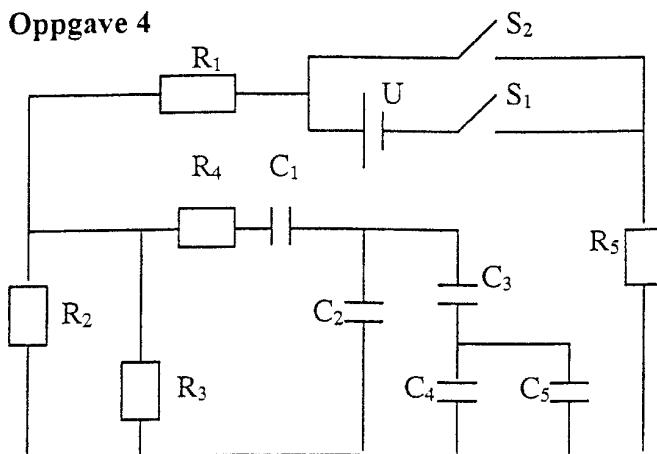 Oppgave 4
S₂
R₁
U
S₁
R₄
C₁
R₅
C₃
C₂
R₂
C₄
C₅
R₃